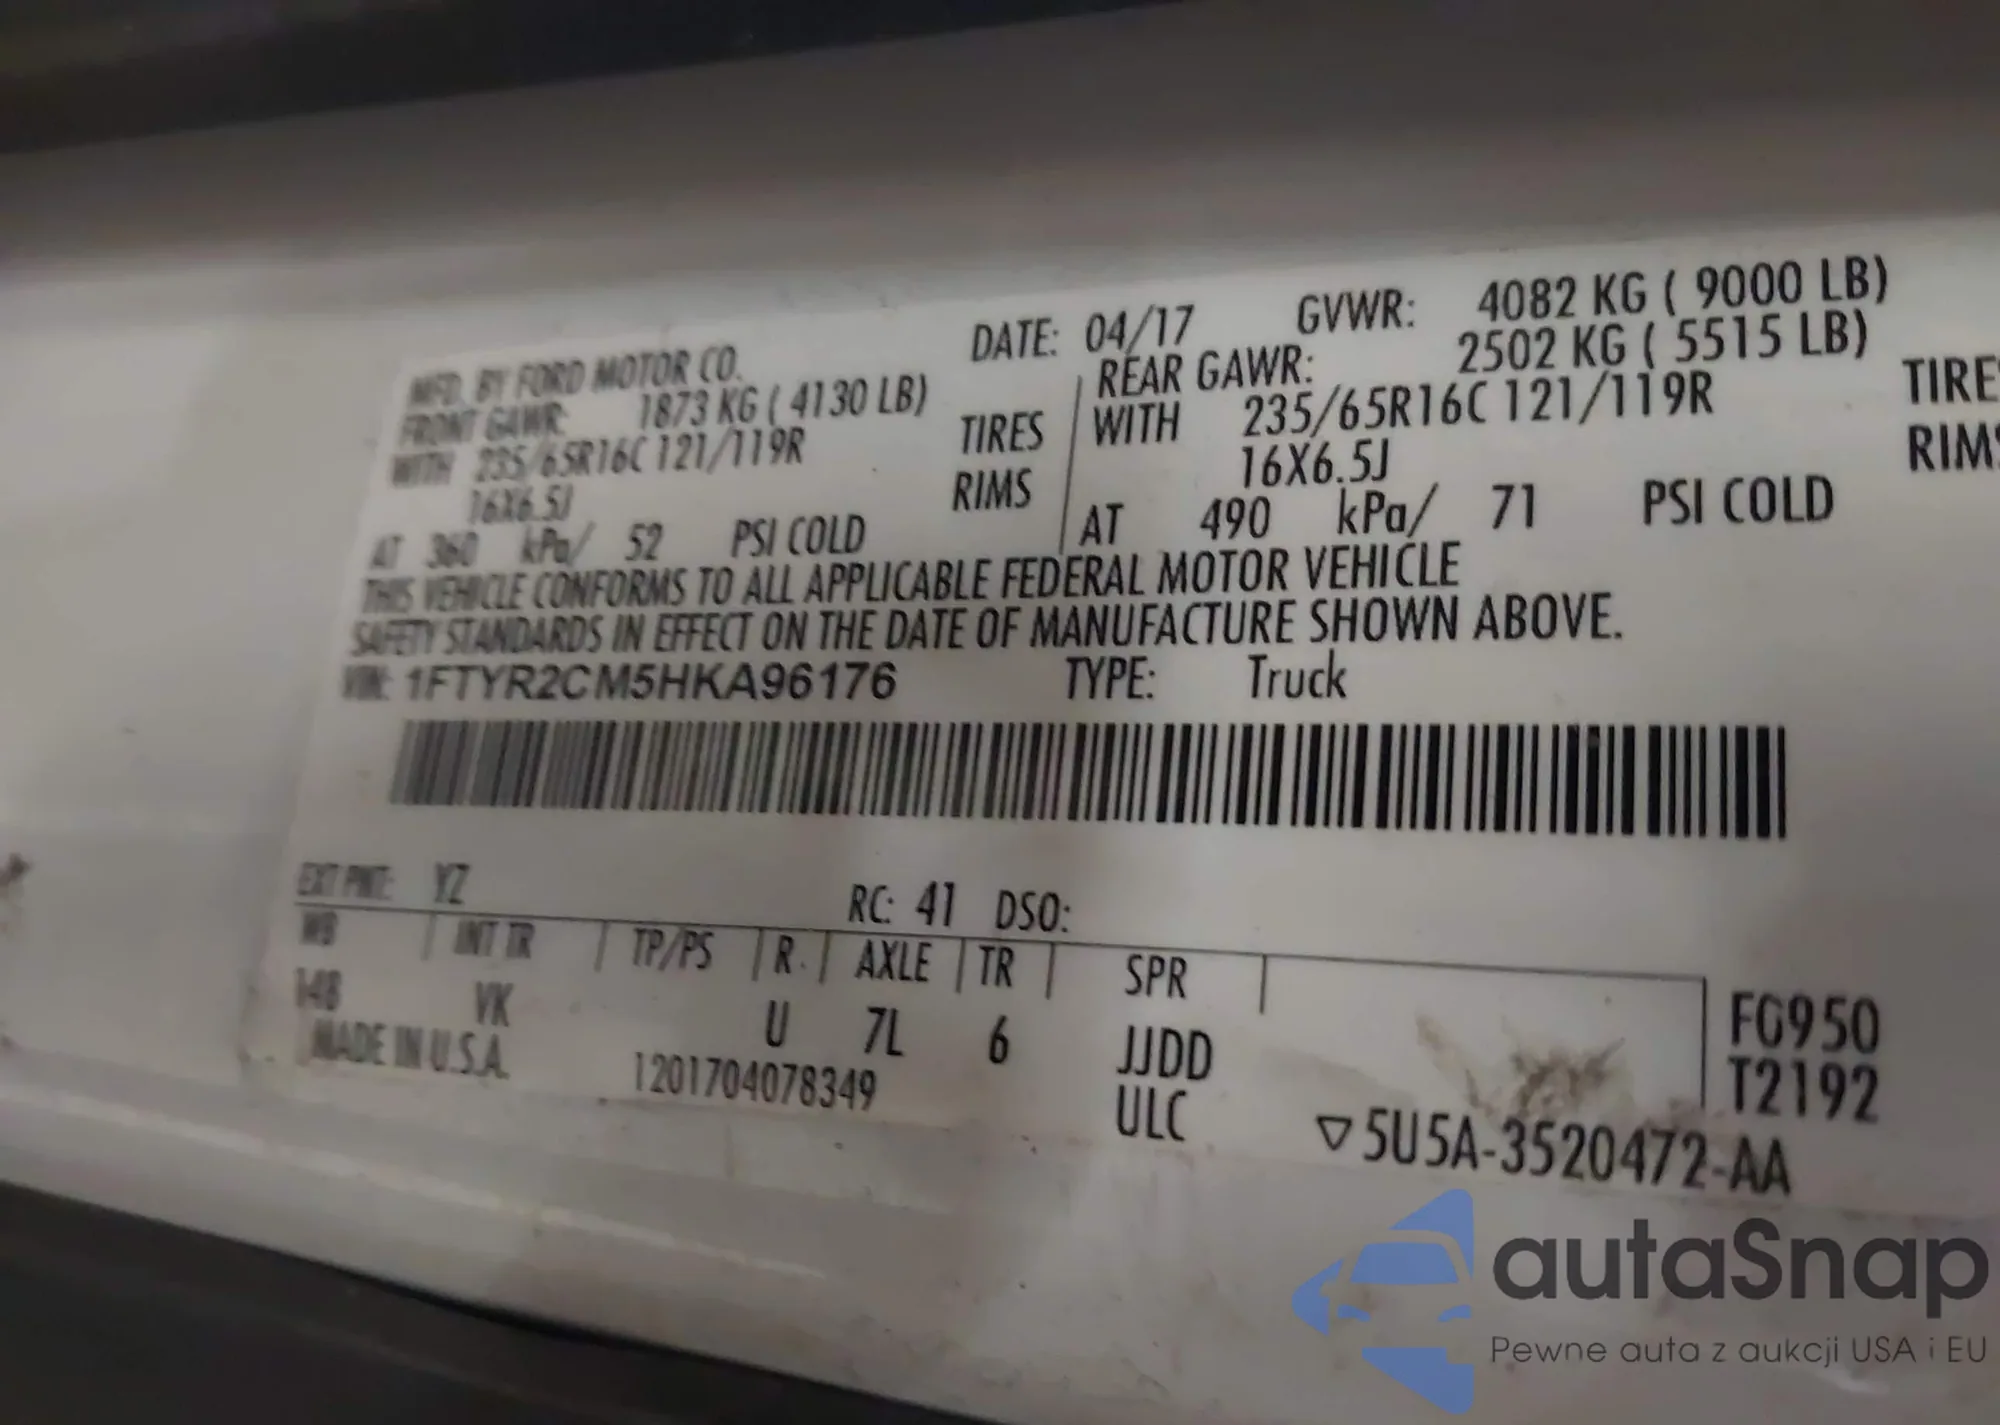 MFD. BY FORD MOTOR CO. DATE: 04/17 GVWR: 4082 KG ( 9000 LB)
FRONT GAWR: 1873 KG ( 4130 LB) REAR GAWR: 2502 KG ( 5515 LB)
WITH 235/65R16C 121/119R TIRES WITH 235/65R16C 121/119R TIRES
16X6.5J RIMS 16X6.5J RIMS
AT 360 kPa/ 52 PSI COLD AT 490 kPa/ 71 PSI COLD
THIS VEHICLE CONFORMS TO ALL APPLICABLE FEDERAL MOTOR VEHICLE
SAFETY STANDARDS IN EFFECT ON THE DATE OF MANUFACTURE SHOWN ABOVE.
VIN: 1FTYR2CM5HKA96176 TYPE: Truck
EXT PNT: YZ RC: 41 DSO:
WB INT TR TP/PS R. AXLE TR SPR
148 VK U 7L 6 JJDD FG950
MADE IN U.S.A. 1201704078349 ULC T2192
▽5U5A-3520472-AA
autaSnap
Pewne auta z aukcji USA i EU